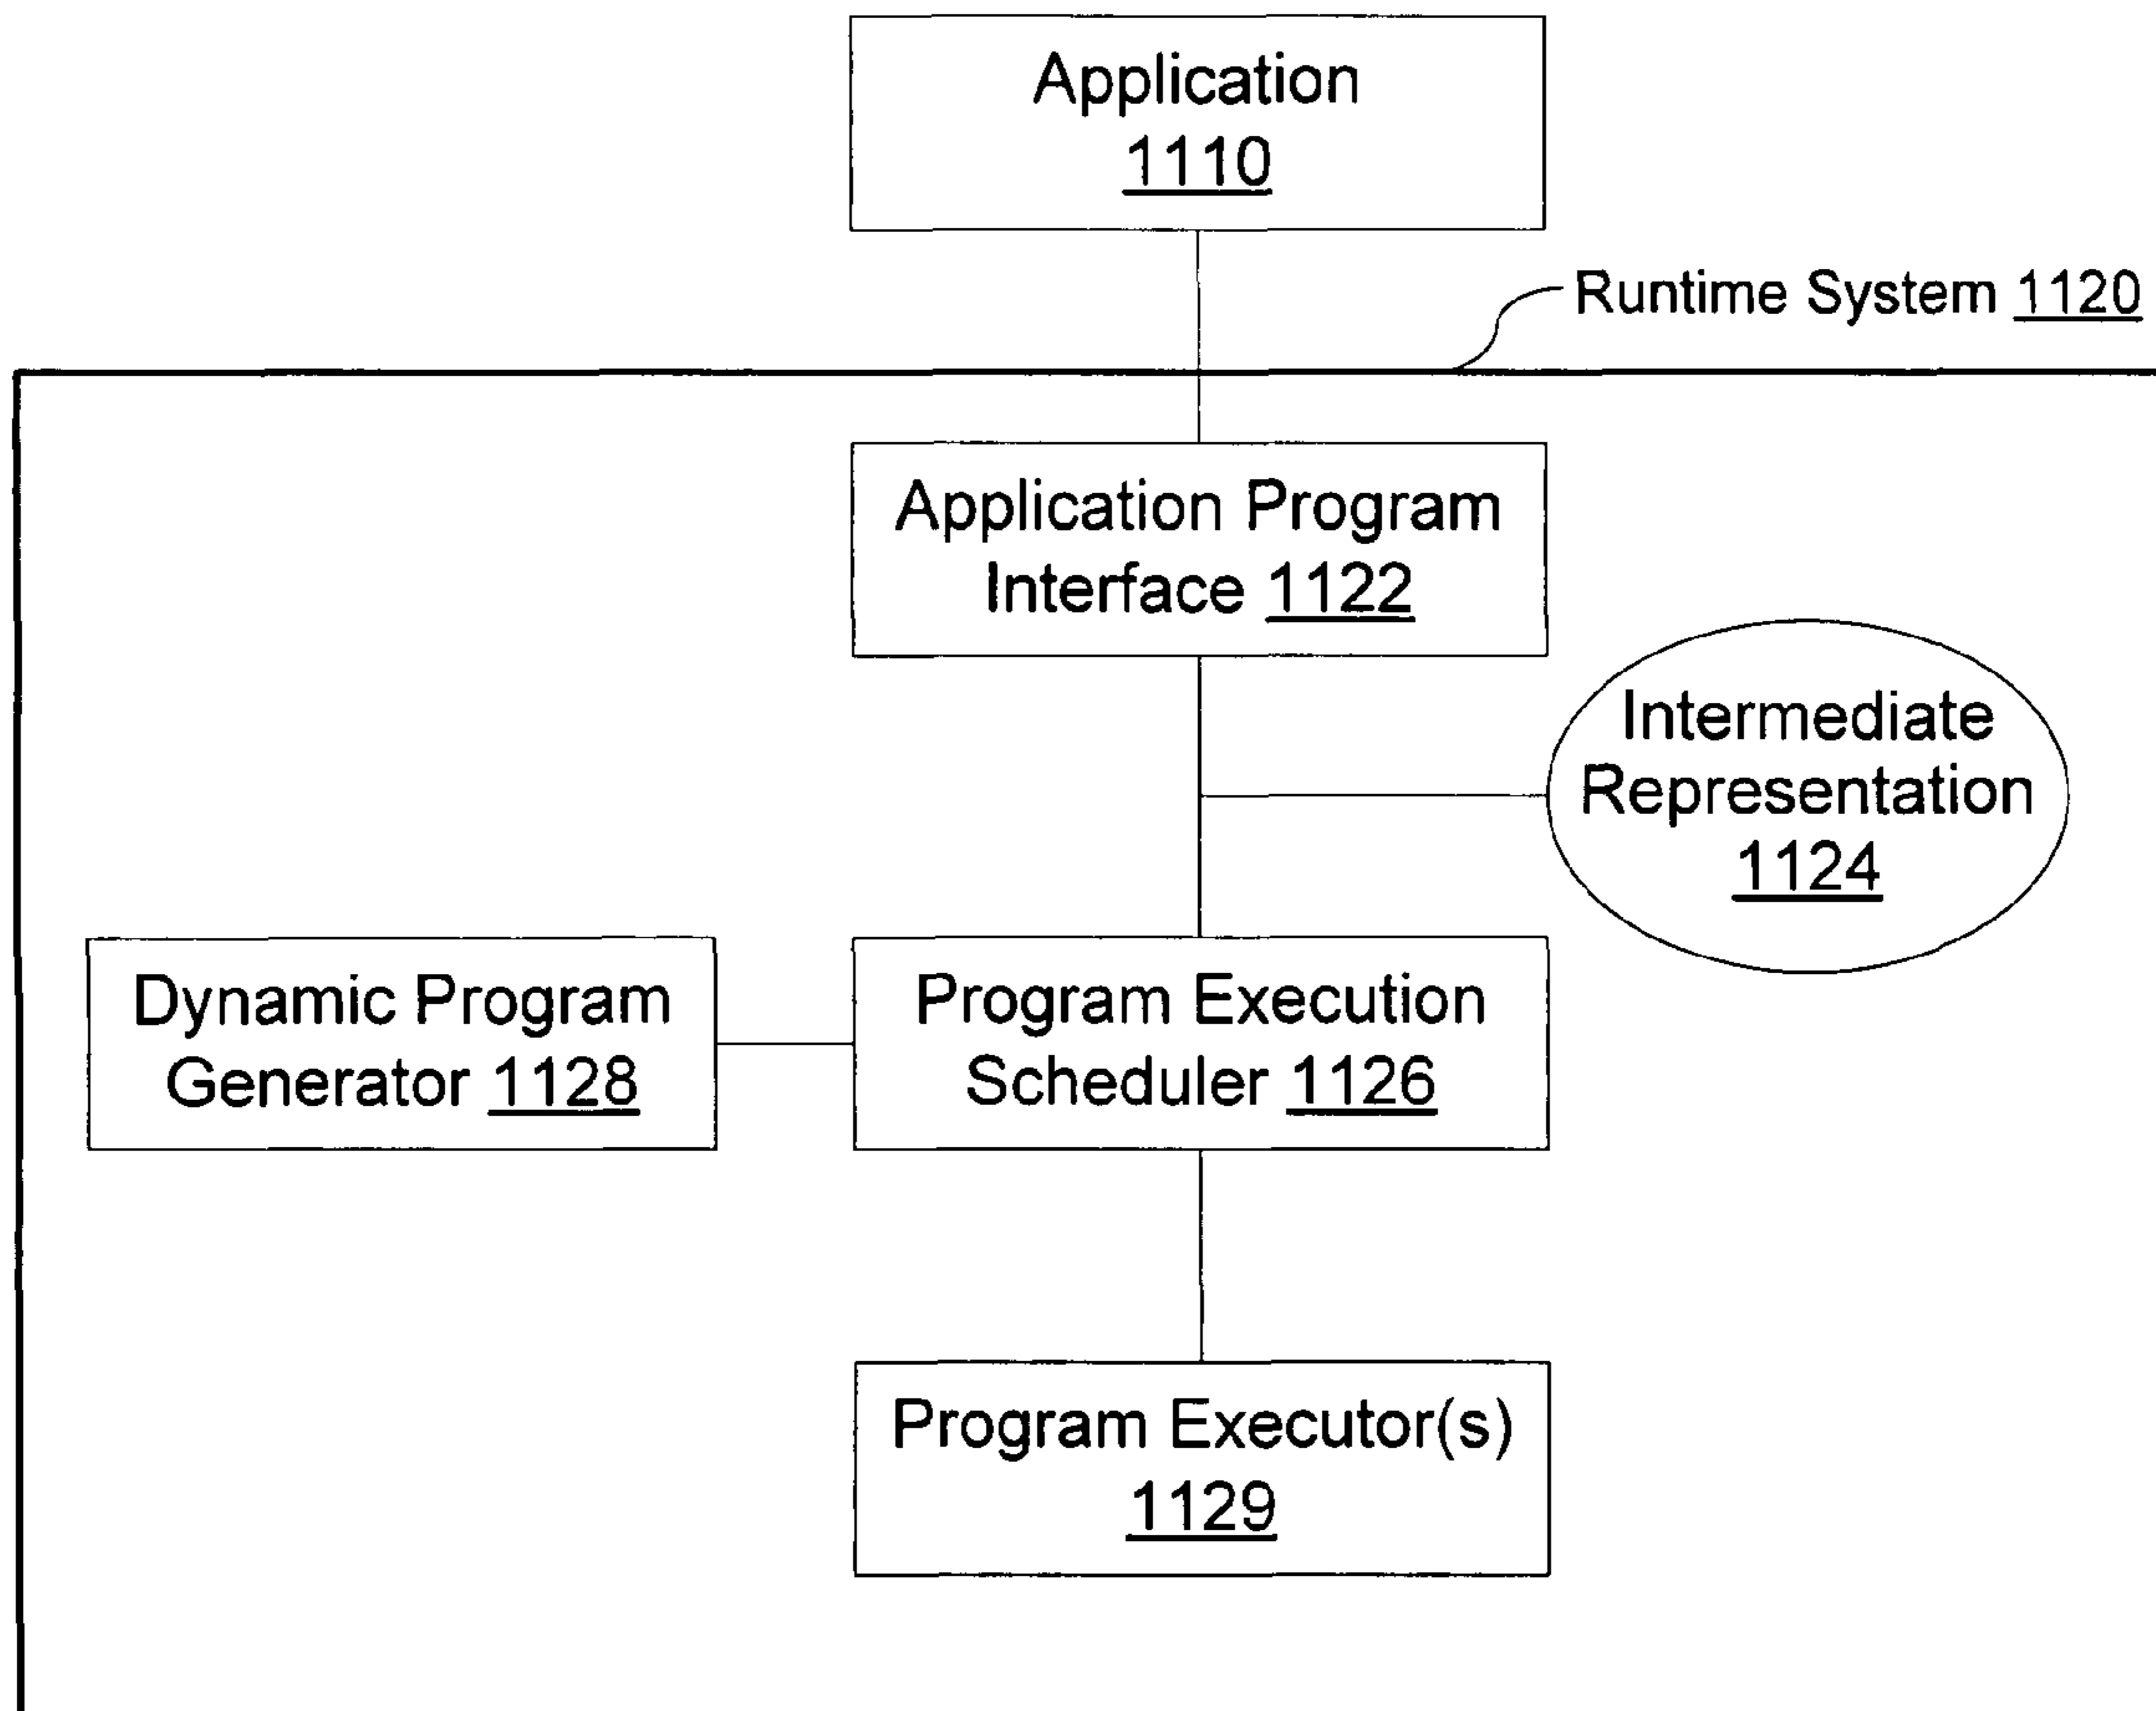 Application
1110
Runtime System 1120
Application Program
Interface 1122
Intermediate
Representation
1124
Dynamic Program
Generator 1128
Program Execution
Scheduler 1126
Program Executor(s)
1129